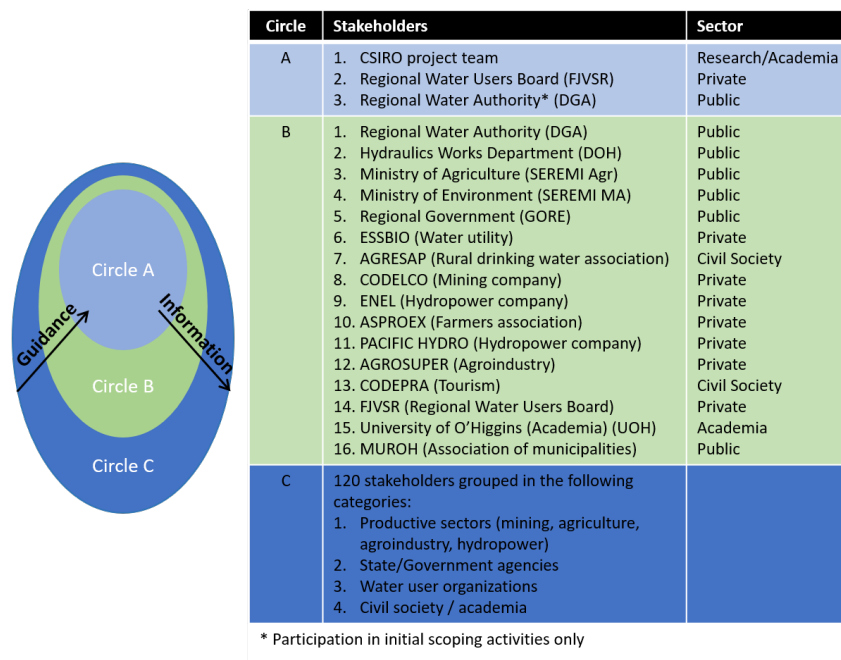 Circle A
Guidance
Information
Circle B
Circle C
Circle Stakeholders Sector
A 1. CSIRO project team Research/Academia
2. Regional Water Users Board (FJVSR) Private
3. Regional Water Authority* (DGA) Public
B 1. Regional Water Authority (DGA) Public
2. Hydraulics Works Department (DOH) Public
3. Ministry of Agriculture (SEREMI Agr) Public
4. Ministry of Environment (SEREMI MA) Public
5. Regional Government (GORE) Public
6. ESSBIO (Water utility) Private
7. AGRESAP (Rural drinking water association) Civil Society
8. CODELCO (Mining company) Private
9. ENEL (Hydropower company) Private
10. ASPROEX (Farmers association) Private
11. PACIFIC HYDRO (Hydropower company) Private
12. AGROSUPER (Agroindustry) Private
13. CODEPRA (Tourism) Civil Society
14. FJVSR (Regional Water Users Board) Private
15. University of O’Higgins (Academia) (UOH) Academia
16. MUROH (Association of municipalities) Public
C 120 stakeholders grouped in the following
categories:
1. Productive sectors (mining, agriculture,
agroindustry, hydropower)
2. State/Government agencies
3. Water user organizations
4. Civil society / academia
* Participation in initial scoping activities only